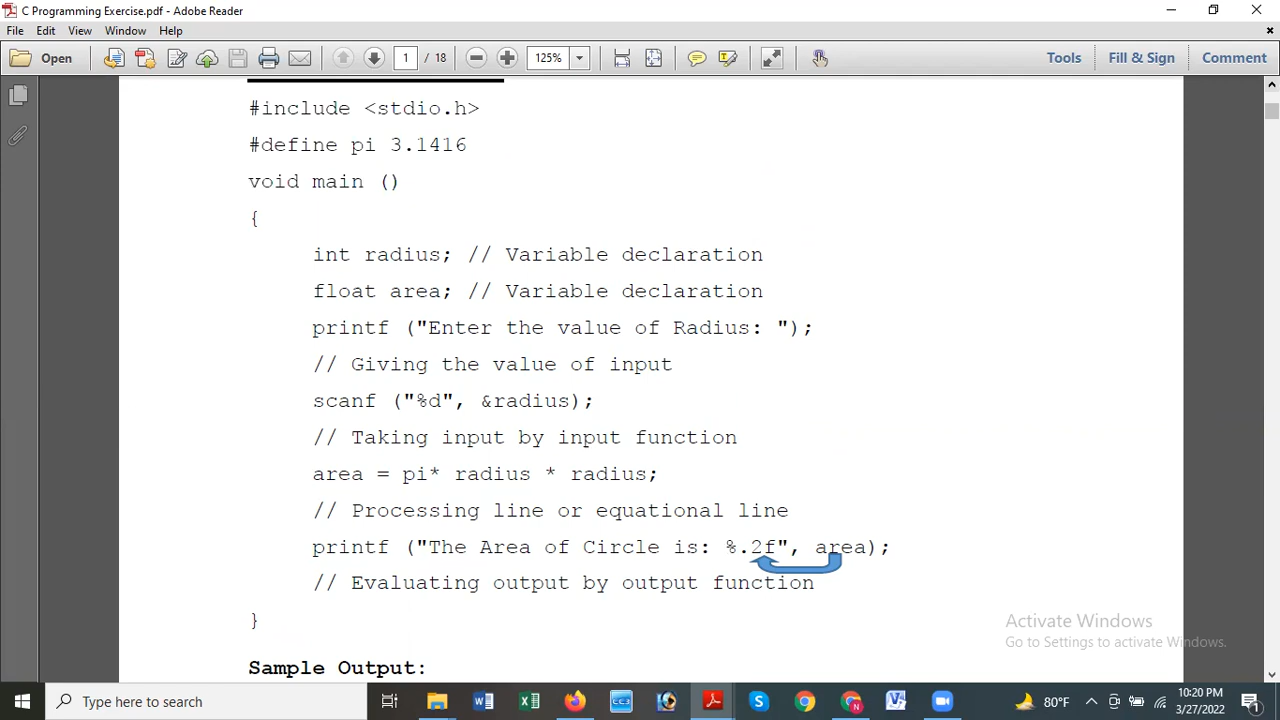 C Programming Exercise.pdf - Adobe Reader
File Edit View Window Help
Open 1 / 18 125% Tools Fill & Sign Comment
#include <stdio.h>
#define pi 3.1416
void main ()
{
int radius; // Variable declaration
float area; // Variable declaration
printf ("Enter the value of Radius: ");
// Giving the value of input
scanf ("%d", &radius);
// Taking input by input function
area = pi* radius * radius;
// Processing line or equational line
printf ("The Area of Circle is: %.2f", area);
// Evaluating output by output function
}
Activate Windows
Go to Settings to activate Windows.
Sample Output:
Type here to search
80°F
10:20 PM
3/27/2022